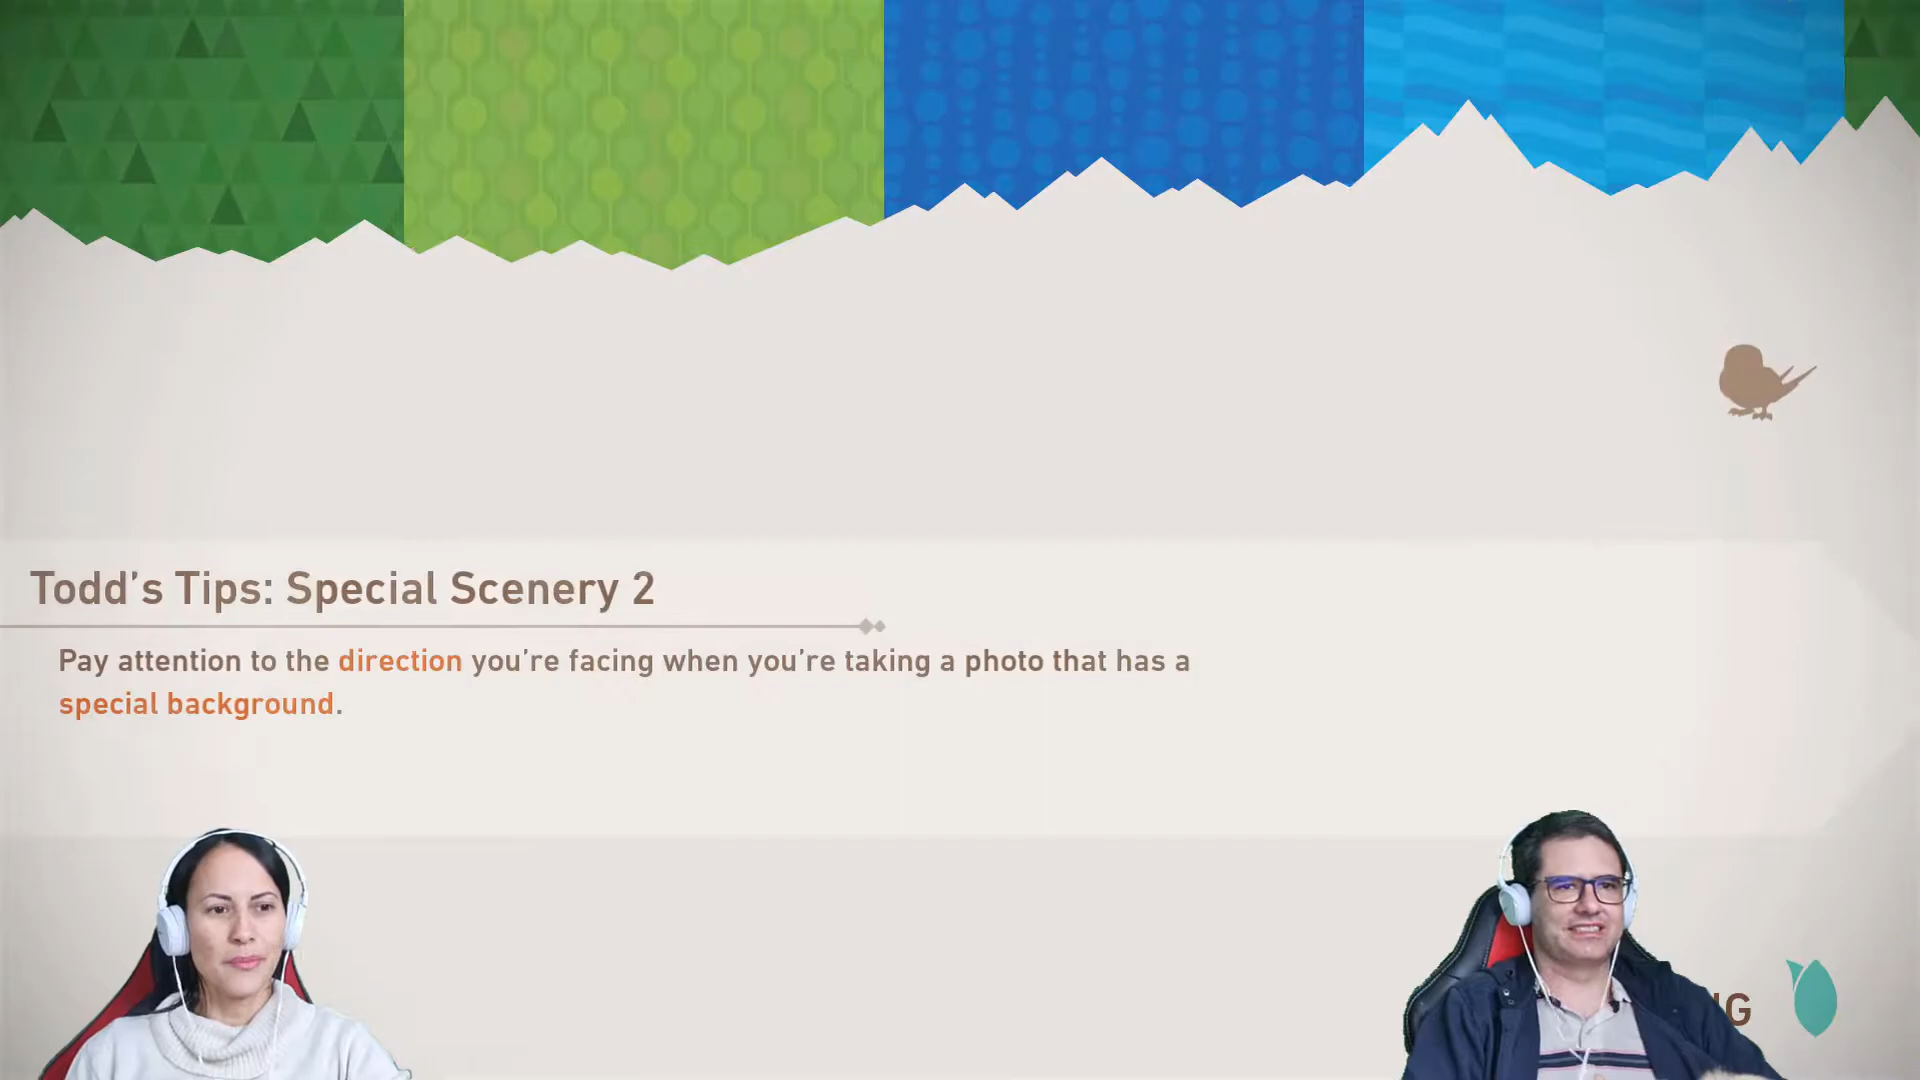 Todd's Tips: Special Scenery 2
Pay attention to the direction you're facing when you're taking a photo that has a
special background.